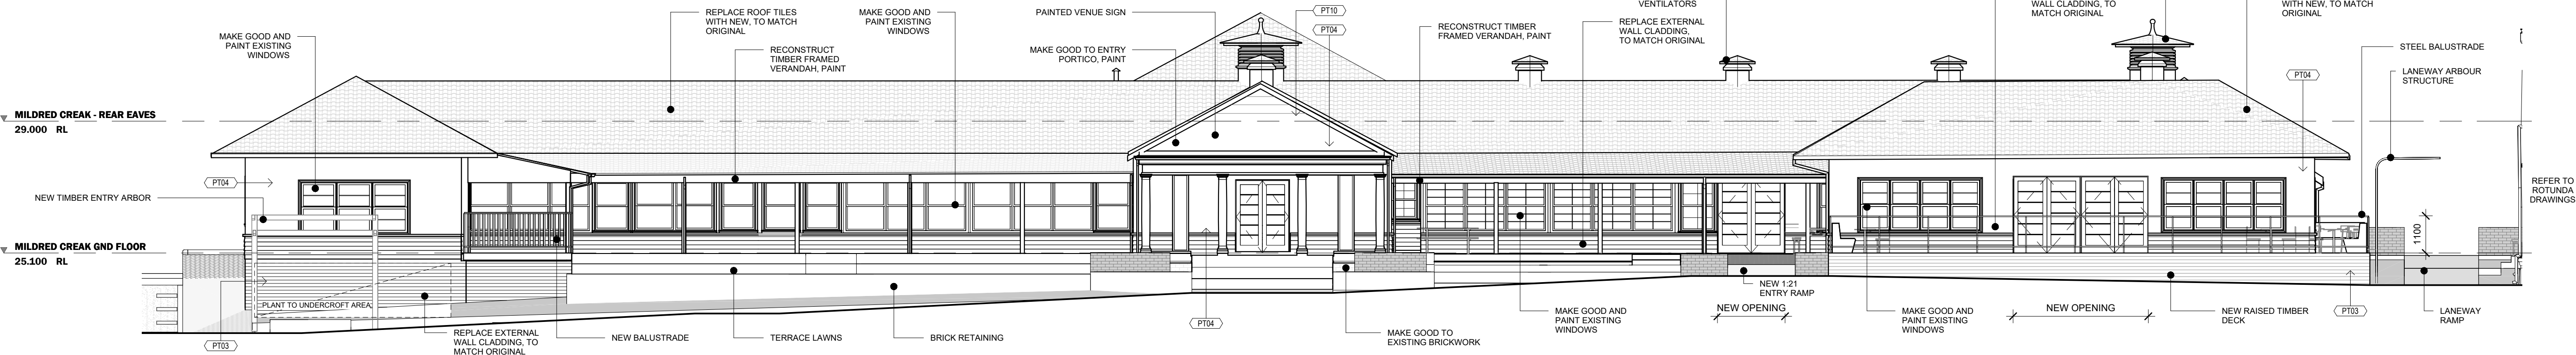 VENTILATORS
WALL CLADDING, TO
MATCH ORIGINAL
WITH NEW, TO MATCH
ORIGINAL
REPLACE ROOF TILES
WITH NEW, TO MATCH
ORIGINAL
MAKE GOOD AND
PAINT EXISTING
WINDOWS
PAINTED VENUE SIGN
PT10
PT04
RECONSTRUCT TIMBER
FRAMED VERANDAH, PAINT
REPLACE EXTERNAL
WALL CLADDING,
TO MATCH ORIGINAL
MAKE GOOD AND
PAINT EXISTING
WINDOWS
RECONSTRUCT
TIMBER FRAMED
VERANDAH, PAINT
MAKE GOOD TO ENTRY
PORTICO, PAINT
STEEL BALUSTRADE
PT04
LANEWAY ARBOUR
STRUCTURE
MILDRED CREAK - REAR EAVES
29.000 RL
PT04
PT04
NEW TIMBER ENTRY ARBOR
REFER TO
ROTUNDA
DRAWINGS
1100
MILDRED CREAK GND FLOOR
25.100 RL
PLANT TO UNDERCROFT AREA
PT03
REPLACE EXTERNAL
WALL CLADDING, TO
MATCH ORIGINAL
NEW BALUSTRADE
TERRACE LAWNS
BRICK RETAINING
PT04
MAKE GOOD TO
EXISTING BRICKWORK
MAKE GOOD AND
PAINT EXISTING
WINDOWS
NEW 1:21
ENTRY RAMP
NEW OPENING
MAKE GOOD AND
PAINT EXISTING
WINDOWS
NEW OPENING
NEW RAISED TIMBER
DECK
PT03
LANEWAY
RAMP